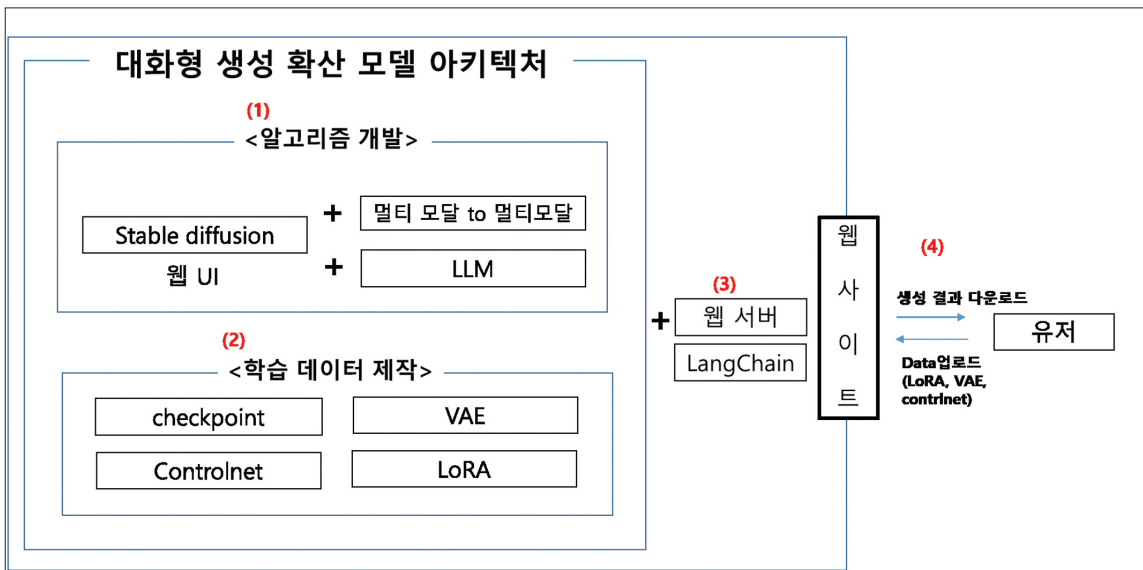 대화형 생성 확산 모델 아키텍처
(1)
<알고리즘 개발>
Stable diffusion
웹 UI
+
멀티 모달 to 멀티모달
+
LLM
(2)
<학습 데이터 제작>
checkpoint
VAE
Controlnet
LoRA
+
(3)
웹 서버
LangChain
웹
사
이
트
(4)
생성 결과 다운로드
유저
Data업로드
(LoRA, VAE,
contrlnet)